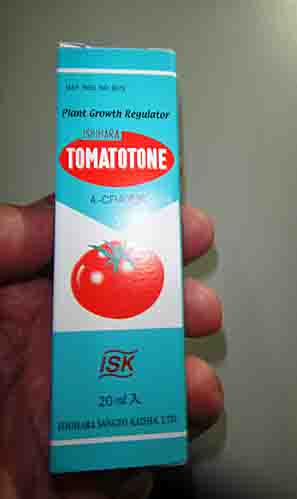 Plant Growth Regulator
ISHIHARA
TOMATOTONE
ISK
20ml入
ISHIHARA SANGYO KAISHA, LTD.